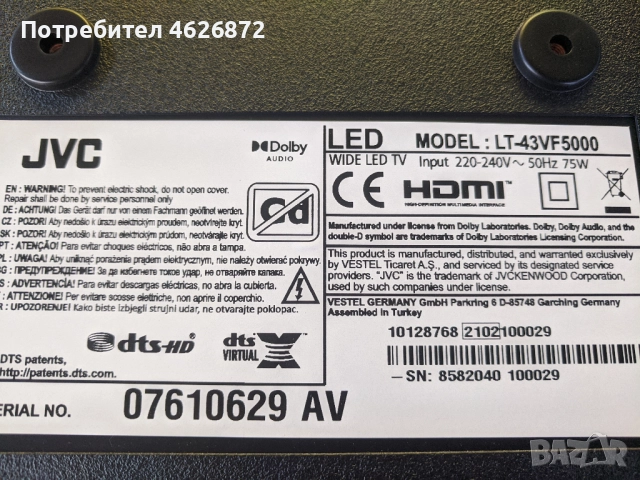 Потребител 4626872
JVC
Dolby
AUDIO
LED MODEL : LT-43VF5000
WIDE LED TV Input 220-240V~ 50Hz 75W
EN : WARNING! To prevent electric shock, do not open cover.
Repair shall be done by service personnel only
DE : ACHTUNG! Das Gerät darf nur von einem Fachmann geöffnet werden.
CZ : POZOR! Aby nedošlo k úrazu elektrickým proudem, neotvírejte kryt.
SK : POZOR! Aby nedošlo k úrazu elektrickým prúdom, neotvárajte kryt.
PT : ATENÇÃO! Para evitar choques eléctricos, não abra a tampa.
PL : UWAGA! Aby uniknąć porażenia prądem elektrycznym, nie należy otwierać pokrywy.
BG : ПРЕДУПРЕЖДЕНИЕ! За да избегнете токов удар, не отваряйте капака.
ES : ADVERTENCIA! Para evitar descargas eléctricas, no abra la cubierta.
IT : ATTENZIONE! Per evitare scosse elettriche, non aprire il coperchio.
HR : UPOZORENJE! Kako biste izbjegli strujni udar, ne otvarajte poklopac.
Cd
CE HDMI
HIGH-DEFINITION MULTIMEDIA INTERFACE
Manufactured under license from Dolby Laboratories. Dolby, Dolby Audio, and the
double-D symbol are trademarks of Dolby Laboratories Licensing Corporation.
This product is manufactured, distributed, and warranted exclusively
by VESTEL Ticaret A.Ş., and serviced by its designated service
providers. "JVC" is the trademark of JVCKENWOOD Corporation,
used by such companies under license.
VESTEL GERMANY GmbH Parkring 6 D-85748 Garching Germany
Assembled in Turkey
dts-HD
dts
VIRTUAL X
DTS patents,
http://patents.dts.com.
10128768 2102 100029
SN: 8582040 100029
SERIAL NO. 07610629 AV
BAZAR